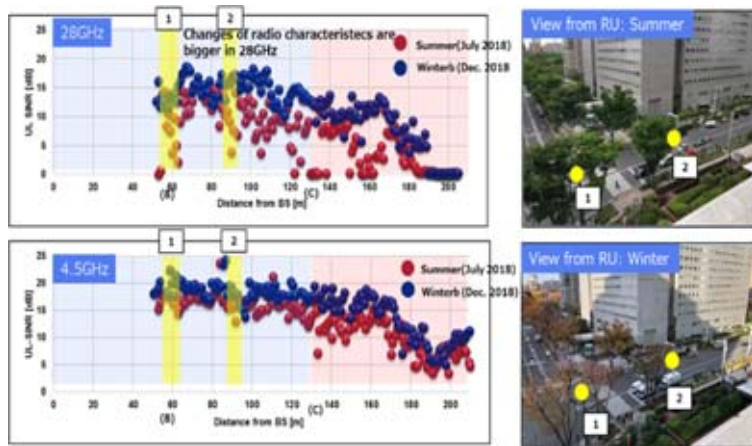 28GHz
1
2
Changes of radio characteristecs are
bigger in 28GHz
Summer(July 2018)
Winterb (Dec. 2018
UL SINR [dB]
25
20
15
10
5
0
0 20 40 60 80 100 120 140 160 180 200
(B)
Distance from BS [m]
(C)
View from RU: Summer
1
2
4.5GHz
1
2
Summer(July 2018)
Winterb (Dec. 2018)
UL-SINR [dB]
25
20
15
10
5
0
0 20 40 60 80 100 120 140 160 180 200
(B)
Distance from BS [m]
(C)
View from RU: Winter
1
2